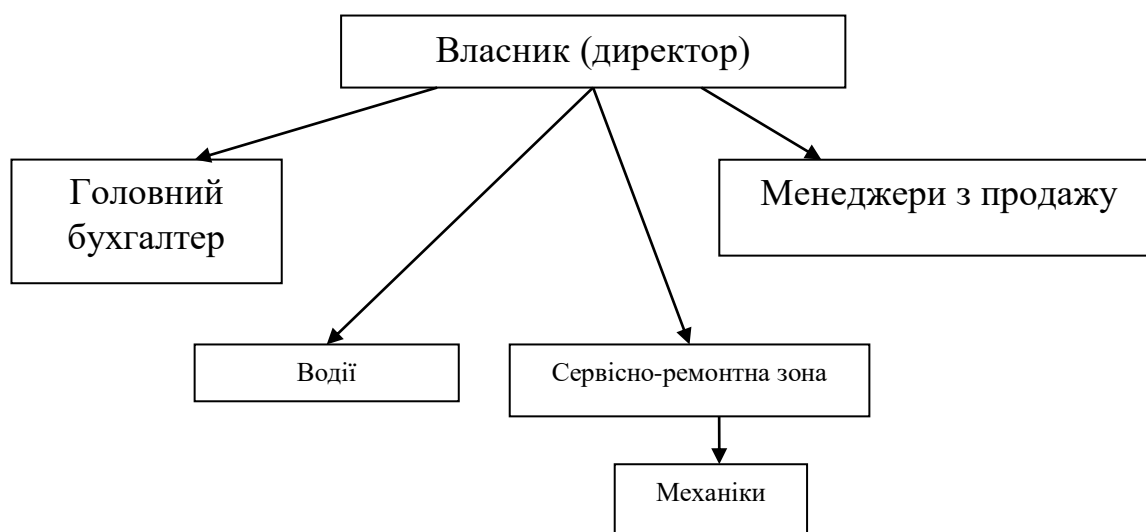 Власник (директор)
Головний
бухгалтер
Менеджери з продажу
Водії
Сервісно-ремонтна зона
Механіки